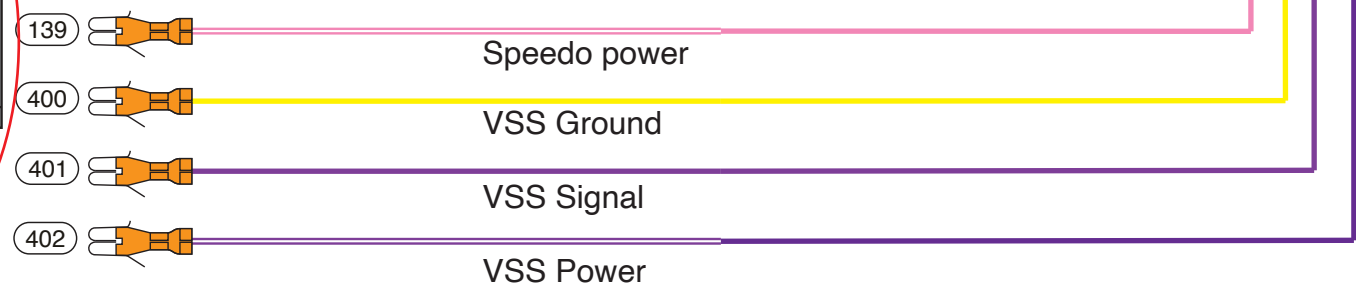 139
Speedo power
400
VSS Ground
401
VSS Signal
402
VSS Power